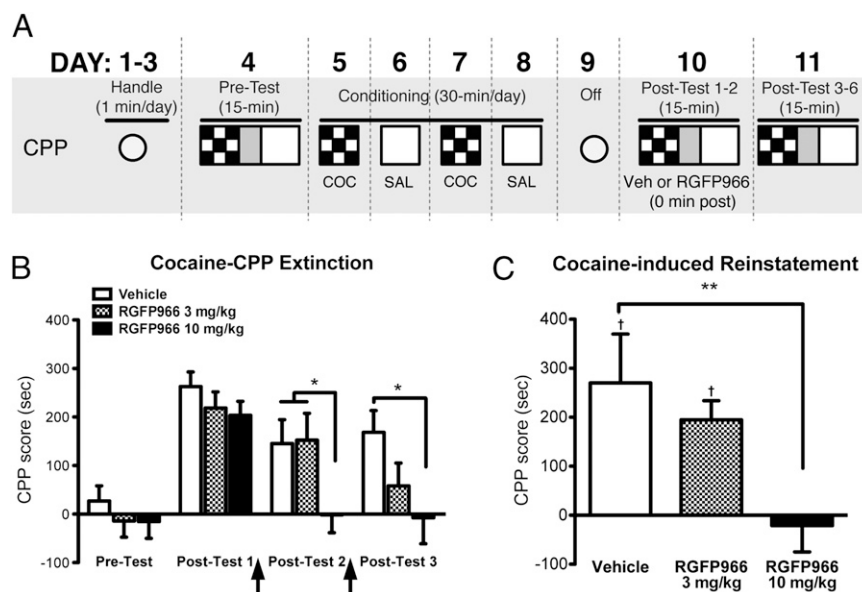 A
DAY: 1-3 4 5 6 7 8 9 10 11
Handle
(1 min/day)
Pre-Test
(15-min)
Conditioning (30-min/day)
Off
Post-Test 1-2
(15-min)
Post-Test 3-6
(15-min)
CPP
COC SAL COC SAL
Veh or RGFP966
(0 min post)
B
Cocaine-CPP Extinction
Vehicle
RGFP966 3 mg/kg
RGFP966 10 mg/kg
CPP score (sec)
400
300
200
100
0
-100
* *
Pre-Test Post-Test 1 Post-Test 2 Post-Test 3
C
Cocaine-induced Reinstatement
**
† †
CPP score (sec)
400
300
200
100
0
-100
Vehicle RGFP966 RGFP966
3 mg/kg 10 mg/kg